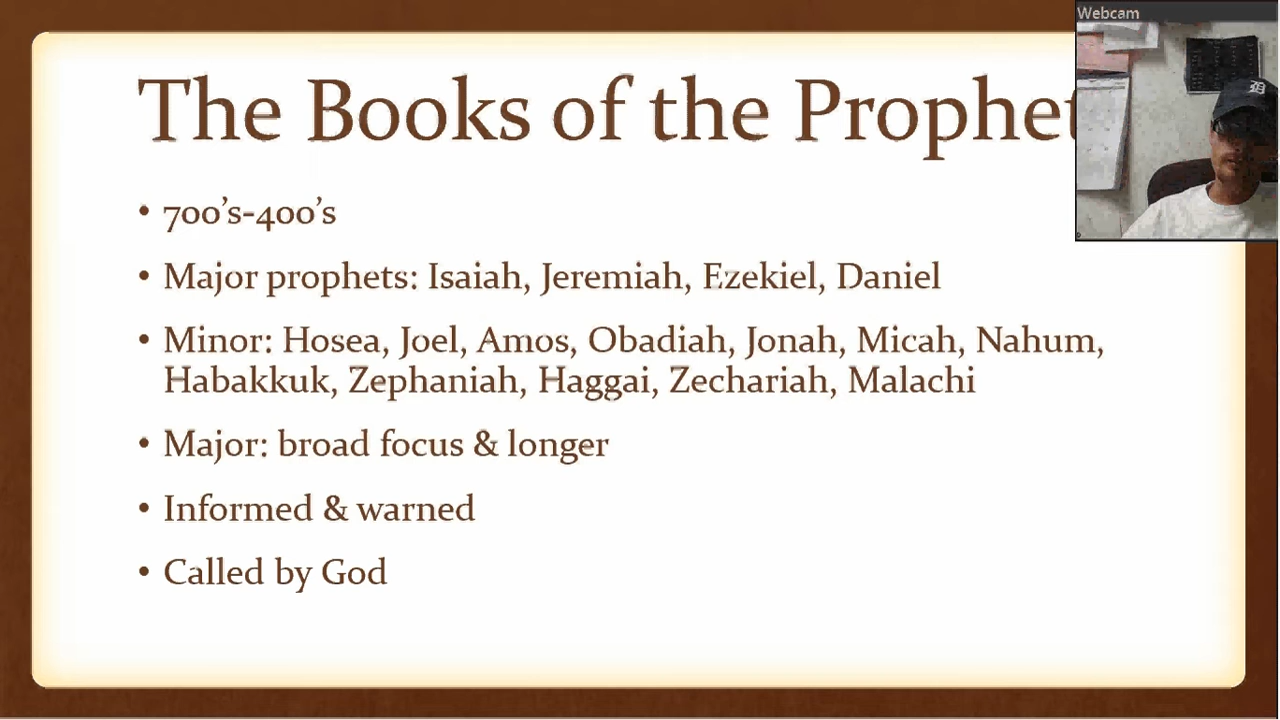 Webcam
The Books of the Prophet
• 700's-400's
• Major prophets: Isaiah, Jeremiah, Ezekiel, Daniel
• Minor: Hosea, Joel, Amos, Obadiah, Jonah, Micah, Nahum,
Habakkuk, Zephaniah, Haggai, Zechariah, Malachi
• Major: broad focus & longer
• Informed & warned
• Called by God